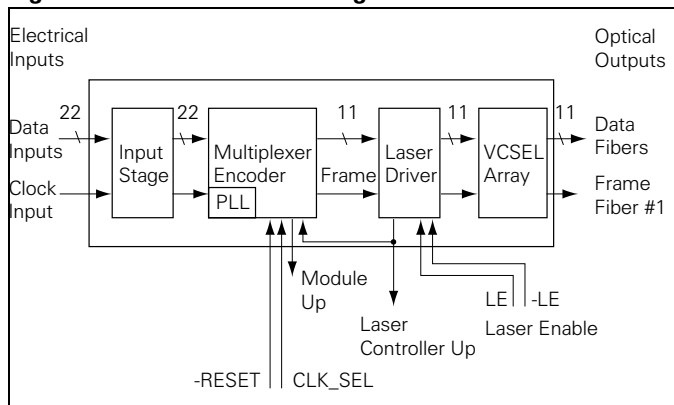 Electrical
Inputs
Optical
Outputs
22
22
11
11
11
Data
Inputs
Input
Stage
Multiplexer
Encoder
Frame
Laser
Driver
VCSEL
Array
Data
Fibers
Clock
Input
PLL
Frame
Fiber #1
Module
Up
Laser
Controller Up
LE
-LE
Laser Enable
-RESET
CLK_SEL